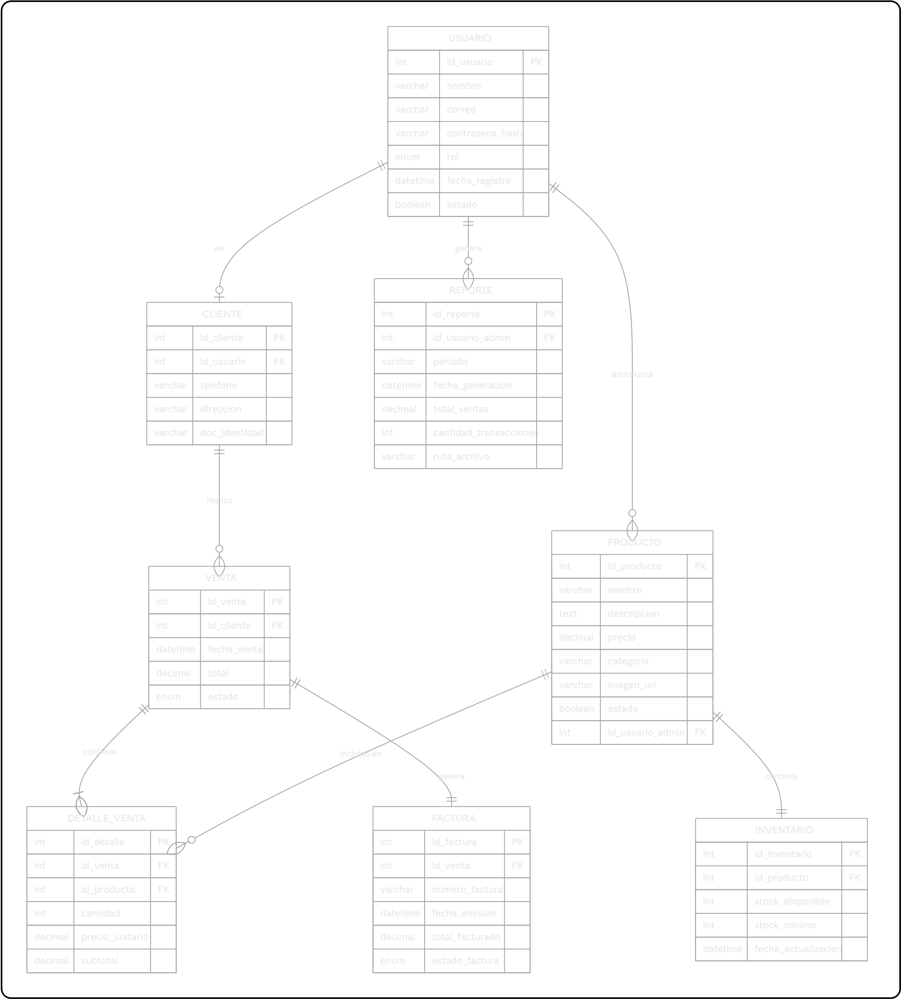 USUARIO
int id_usuario PK
varchar nombre
varchar correo
varchar contrasena_hash
enum rol
datetime fecha_registro
boolean estado
es
genera
administra
CLIENTE
int id_cliente PK
int id_usuario FK
varchar telefono
varchar direccion
varchar doc_identidad
REPORTE
int id_reporte PK
int id_usuario_admin FK
varchar periodo
datetime fecha_generacion
decimal total_ventas
int cantidad_transacciones
varchar ruta_archivo
realiza
VENTA
int id_venta PK
int id_cliente FK
datetime fecha_venta
decimal total
enum estado
PRODUCTO
int id_producto PK
varchar nombre
text descripcion
decimal precio
varchar categoria
varchar imagen_url
boolean estado
int id_usuario_admin FK
contiene
incluido en
genera
controla
DETALLE_VENTA
int id_detalle PK
int id_venta FK
int id_producto FK
int cantidad
decimal precio_unitario
decimal subtotal
FACTURA
int id_factura PK
int id_venta FK
varchar numero_factura
datetime fecha_emision
decimal total_facturado
enum estado_factura
INVENTARIO
int id_inventario PK
int id_producto FK
int stock_disponible
int stock_minimo
datetime fecha_actualizacion